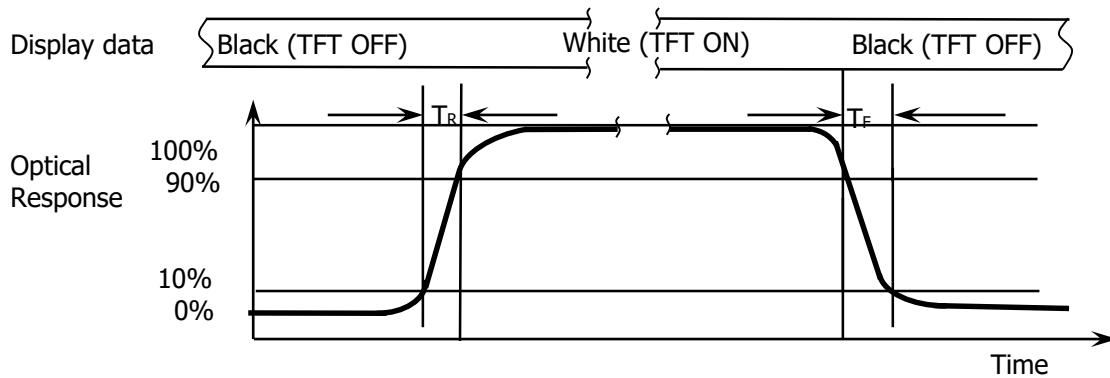 Display data
Black (TFT OFF)
White (TFT ON)
Black (TFT OFF)
TR
TF
Optical
Response
100%
90%
10%
0%
Time